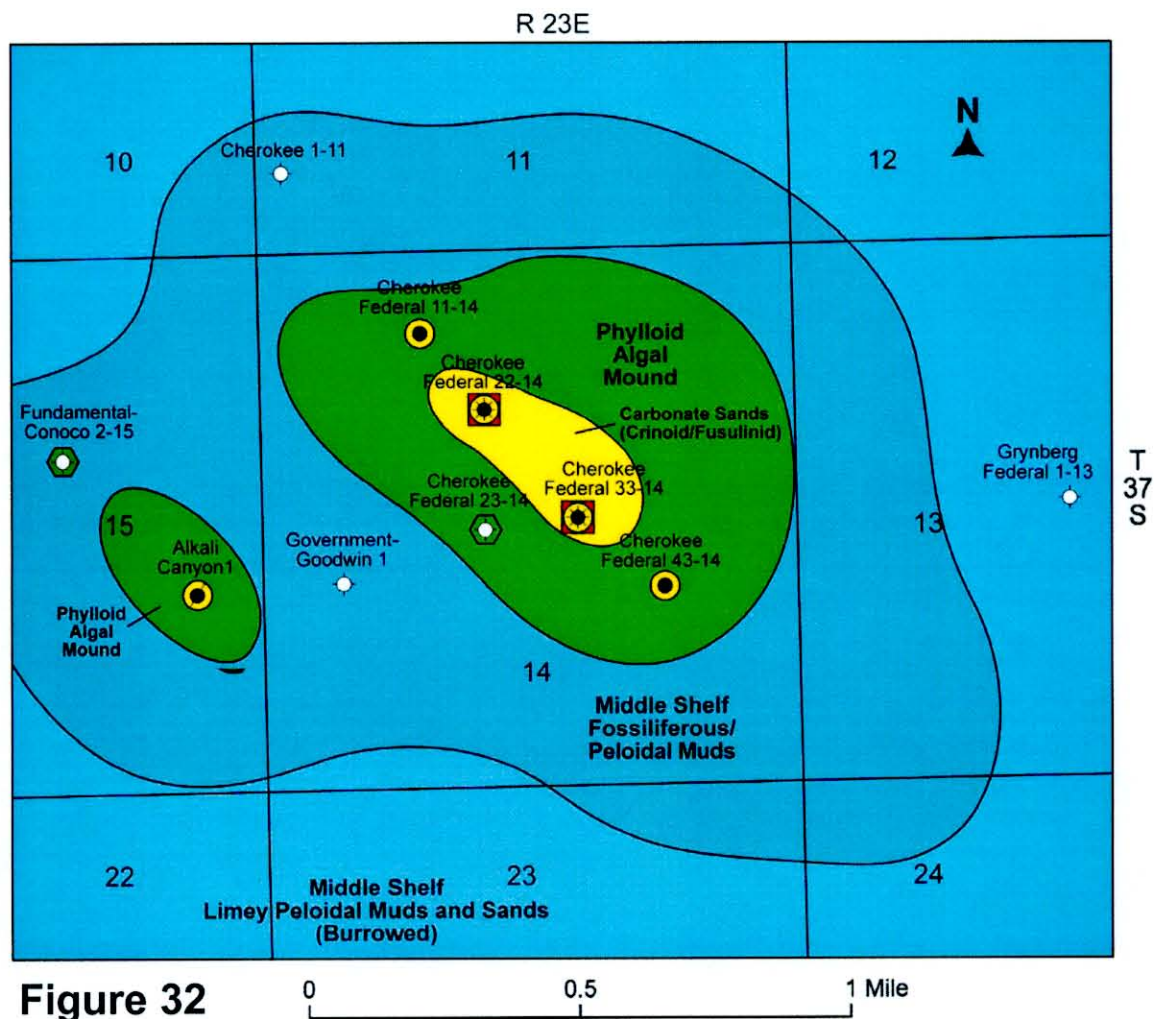 R 23E
N
10
Cherokee 1-11
11
12
Cherokee
Federal 11-14
Phylloid
Algal
Mound
Cherokee
Federal 22-14
Carbonate Sands
(Crinoid/Fusulinid)
Fundamental-
Conoco 2-15
Grynberg
Federal 1-13
T
37
S
Cherokee
Federal 33-14
Cherokee
Federal 23-14
15
13
Government-
Goodwin 1
Alkali
Canyon1
Cherokee
Federal 43-14
Phylloid
Algal
Mound
14
Middle Shelf
Fossiliferous/
Peloidal Muds
22
23
24
Middle Shelf
Limey Peloidal Muds and Sands
(Burrowed)
Figure 32
0 0.5 1 Mile